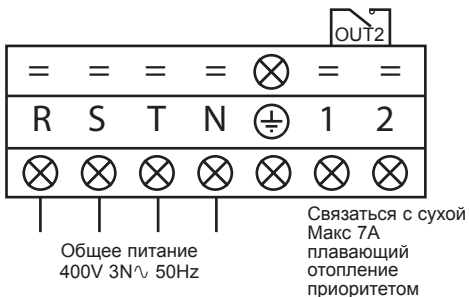 OUT2
R S T N 1 2
Общее питание
400V 3N∿ 50Hz
Связаться с сухой
Макс 7A
плавающий
отопление
приоритетом